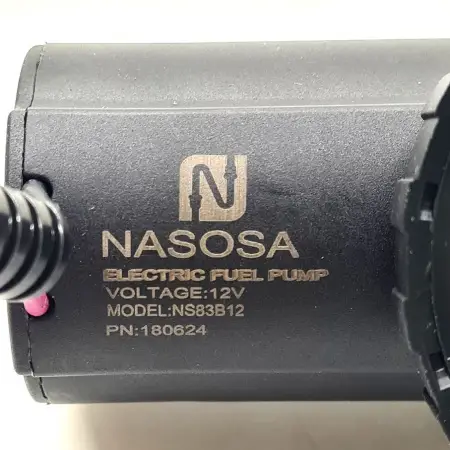 N
NASOSA
ELECTRIC FUEL PUMP
VOLTAGE:12V
MODEL:NS83B12
PN:180624